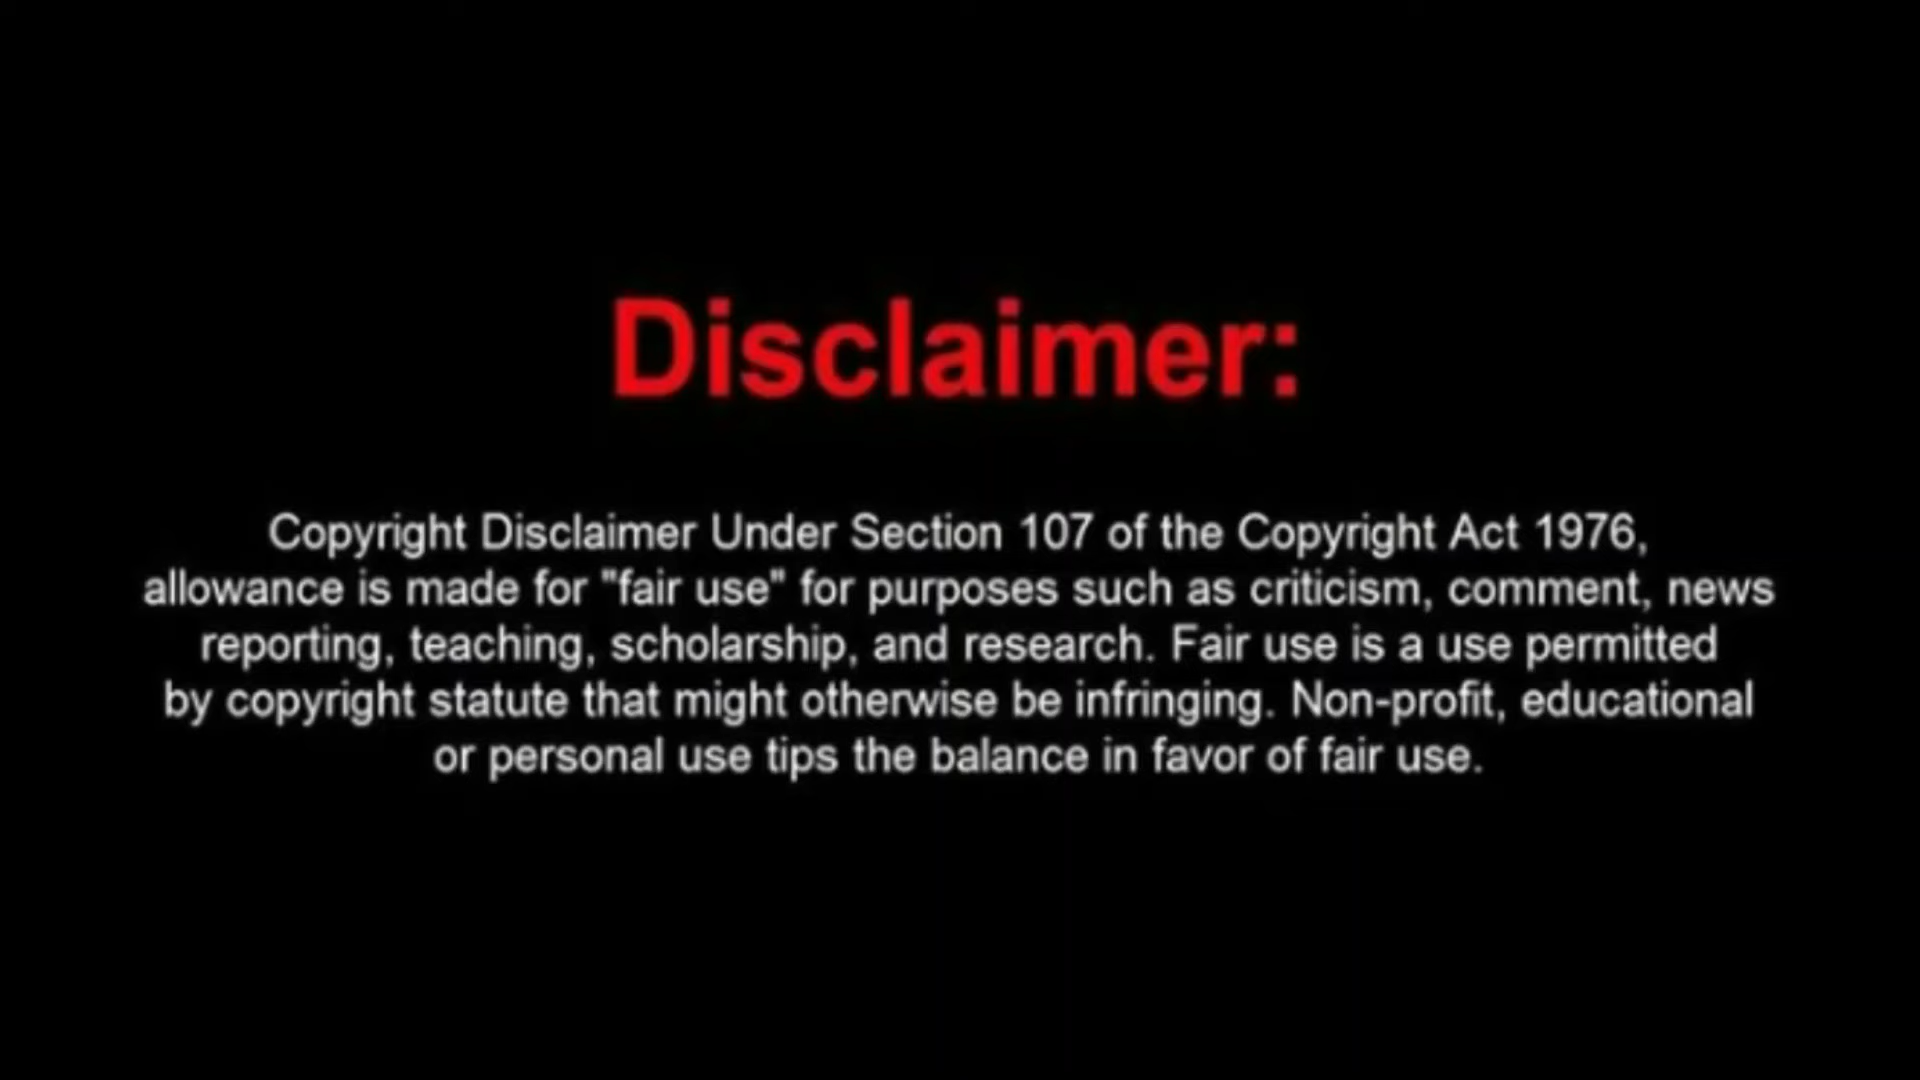 Disclaimer:
Copyright Disclaimer Under Section 107 of the Copyright Act 1976,
allowance is made for "fair use" for purposes such as criticism, comment, news
reporting, teaching, scholarship, and research. Fair use is a use permitted
by copyright statute that might otherwise be infringing. Non-profit, educational
or personal use tips the balance in favor of fair use.